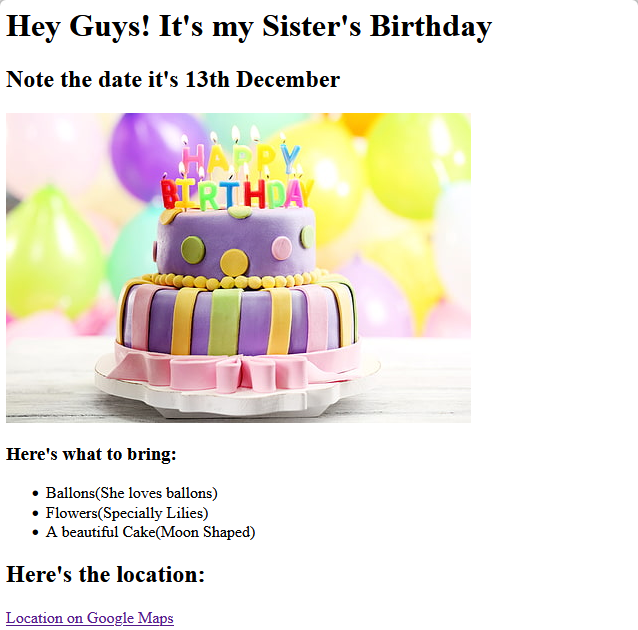 Hey Guys! It's my Sister's Birthday
Note the date it's 13th December
HAPPY
BIRTHDAY
Here's what to bring:
Ballons(She loves ballons)
Flowers(Specially Lilies)
A beautiful Cake(Moon Shaped)
Here's the location:
Location on Google Maps